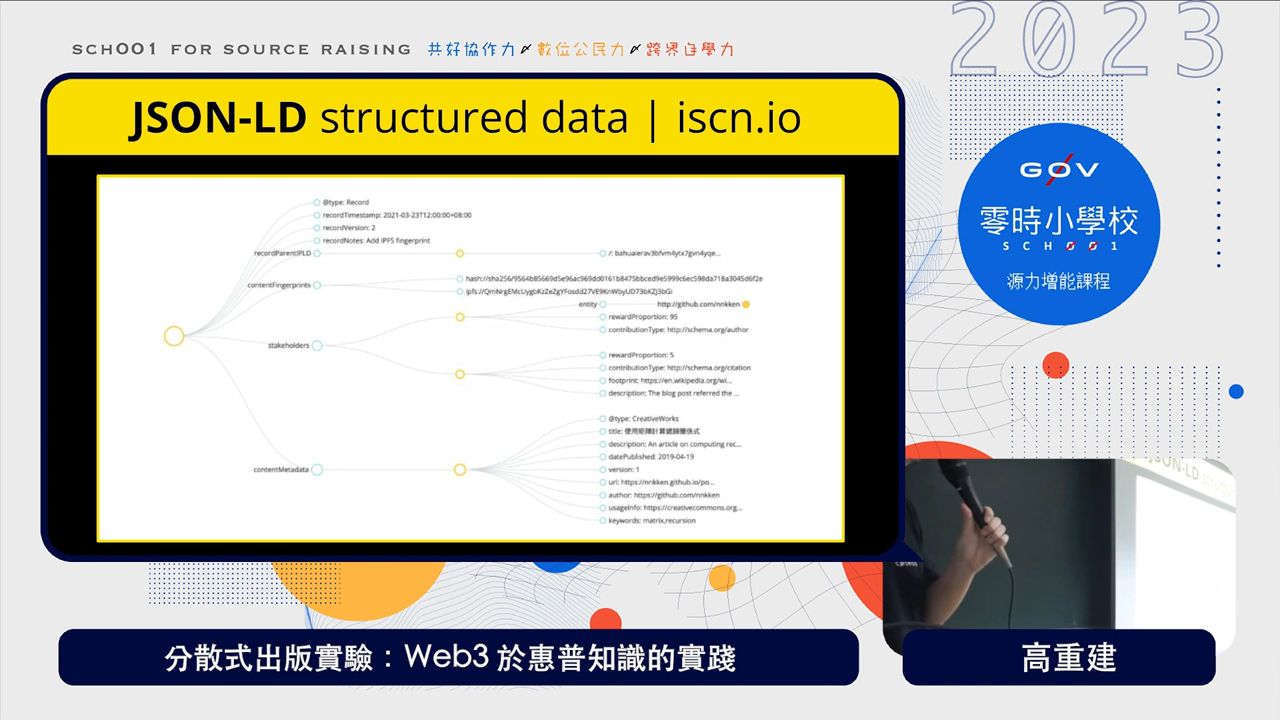 SCH001 FOR SOURCE RAISING 共好協作力 數位公民力 跨界自學力
2023
JSON-LD structured data | iscn.io
GØV
零時小學校
SCH001
源力增能課程
@type: Record
recordTimestamp: 2021-03-23T12:00:00+08:00
recordVersion: 2
recordNotes: Add IPFS fingerprint
recordParentIPLD
/: bahuaierav3bfvm4ytx7gvn4yqe...
contentFingerprints
hash://sha256/9564b85669d5e96ac969dd0161b8475bbced9e5999c6ec598da718a3045d6f2e
ipfs://QmNrgEMcUygbKzZeZgYFosdd27VE9KnWbyUD73bKZJ3bGi
entity
http://github.com/nnkken
rewardProportion: 95
contributionType: http://schema.org/author
stakeholders
rewardProportion: 5
contributionType: http://schema.org/citation
footprint: https://en.wikipedia.org/wi...
description: The blog post referred the ...
@type: CreativeWorks
title: 使用矩陣計算遞歸關係式
description: An article on computing rec...
datePublished: 2019-04-19
contentMetadata
version: 1
url: https://nnkken.github.io/po...
author: https://github.com/nnkken
usageInfo: https://creativecommons.org...
keywords: matrix,recursion
JSON-LD
分散式出版實驗：Web3 於惠普知識的實踐
高重建